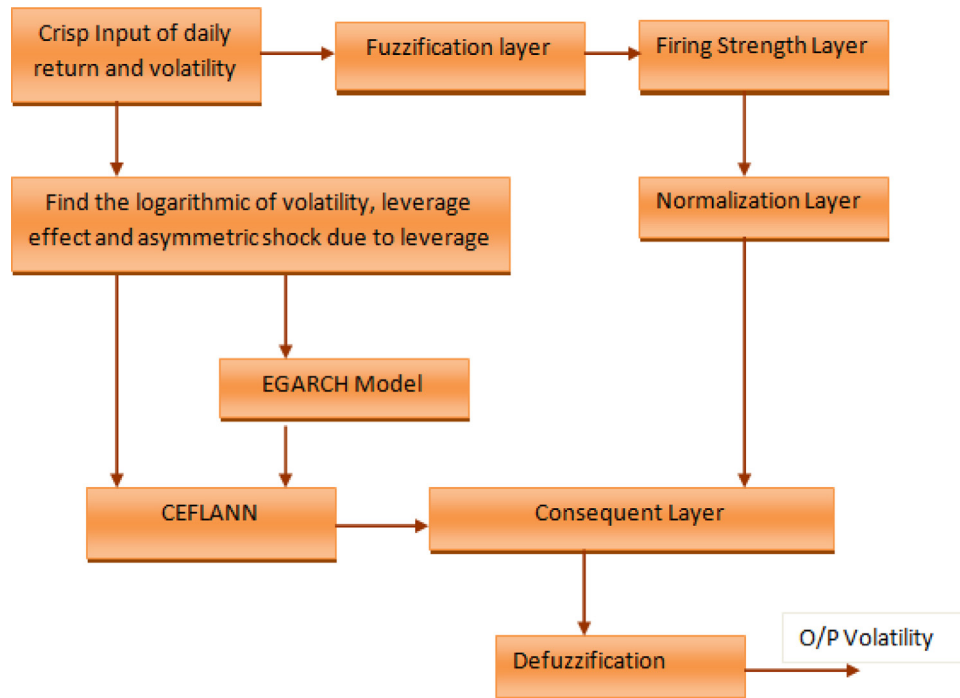 Crisp Input of daily
return and volatility
Fuzzification layer
Firing Strength Layer
Find the logarithmic of volatility, leverage
effect and asymmetric shock due to leverage
Normalization Layer
EGARCH Model
CEFLANN
Consequent Layer
Defuzzification
O/P Volatility